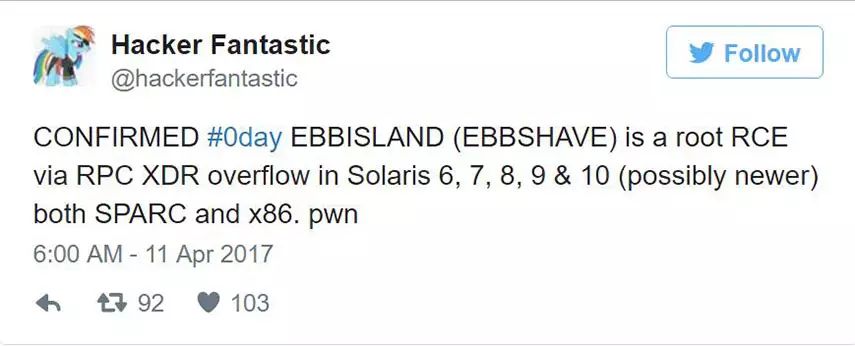 Hacker Fantastic
@hackerfantastic
Follow
CONFIRMED #0day EBBISLAND (EBBSHAVE) is a root RCE
via RPC XDR overflow in Solaris 6, 7, 8, 9 & 10 (possibly newer)
both SPARC and x86. pwn
6:00 AM - 11 Apr 2017
92 103